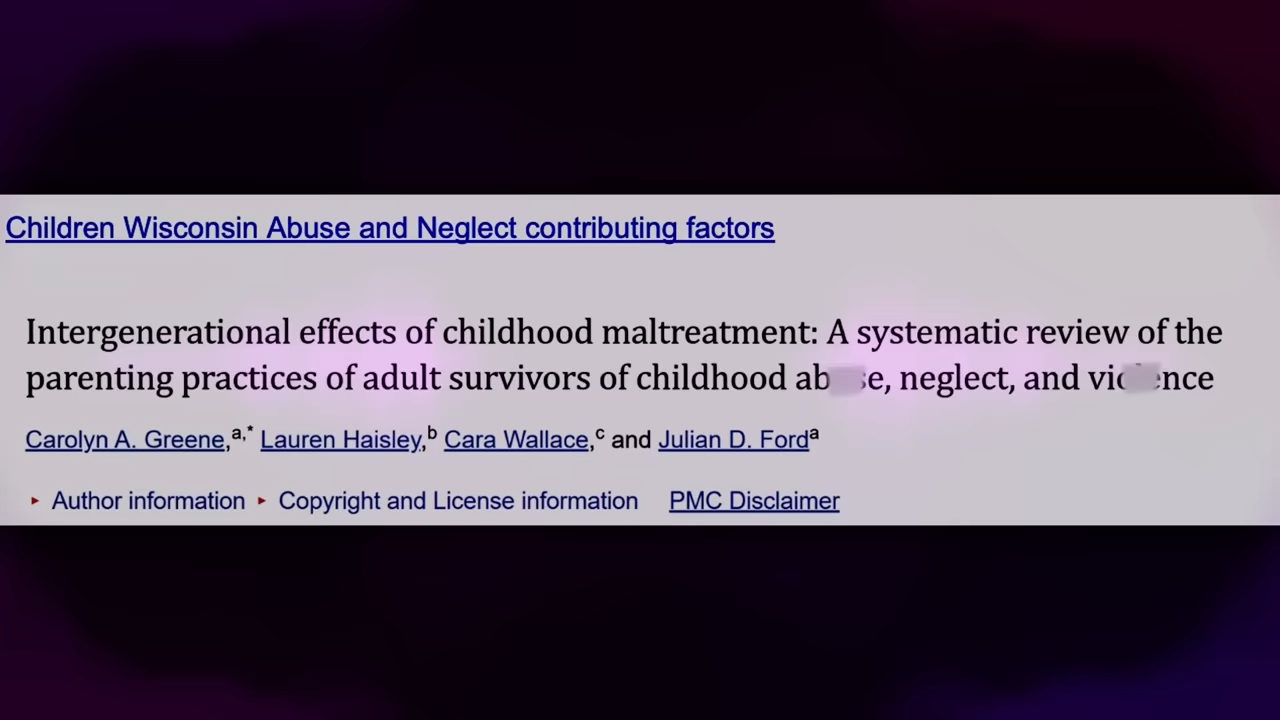 Children Wisconsin Abuse and Neglect contributing factors
Intergenerational effects of childhood maltreatment: A systematic review of the
parenting practices of adult survivors of childhood neglect, and
Carolyn A. Greene,a,* Lauren Haisley,b Cara Wallace,c and Julian D. Forda
▸ Author information ▸ Copyright and License information PMC Disclaimer